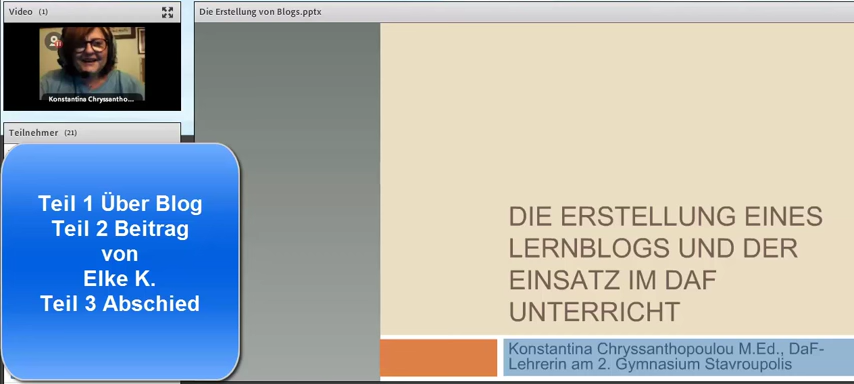 Video (1)
Konstantina Chryssantho...
Teilnehmer (21)
Teil 1 Über Blog
Teil 2 Beitrag
von
Elke K.
Teil 3 Abschied
Die Erstellung von Blogs.pptx
DIE ERSTELLUNG EINES
LERNBLOGS UND DER
EINSATZ IM DAF
UNTERRICHT
Konstantina Chryssanthopoulou M.Ed., DaF-
Lehrerin am 2. Gymnasium Stavroupolis